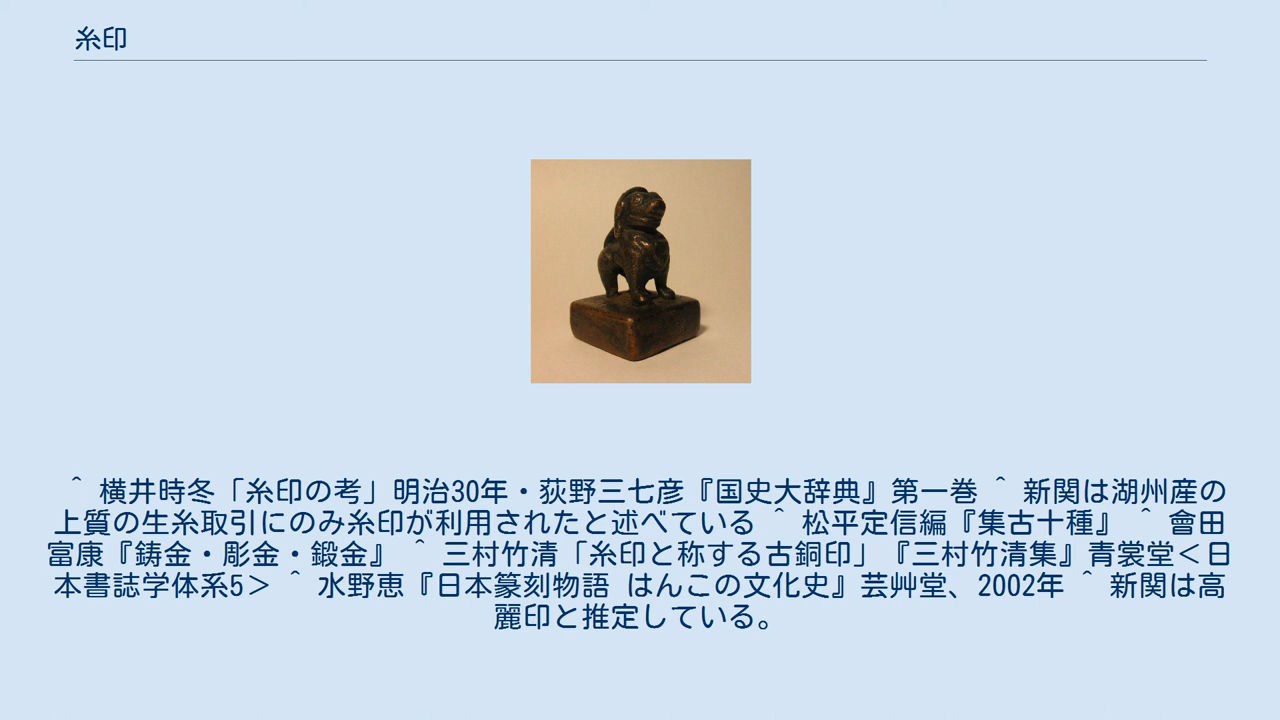 糸印
＾ 横井時冬「糸印の考」明治30年・荻野三七彦『国史大辞典』第一巻 ＾ 新関は湖州産の
上質の生糸取引にのみ糸印が利用されたと述べている ＾ 松平定信編『集古十種』 ＾ 會田
富康『鋳金・彫金・鍛金』 ＾ 三村竹清「糸印と称する古銅印」『三村竹清集』青裳堂＜日
本書誌学体系5＞ ＾ 水野恵『日本篆刻物語 はんこの文化史』芸艸堂、2002年 ＾ 新関は高
麗印と推定している。